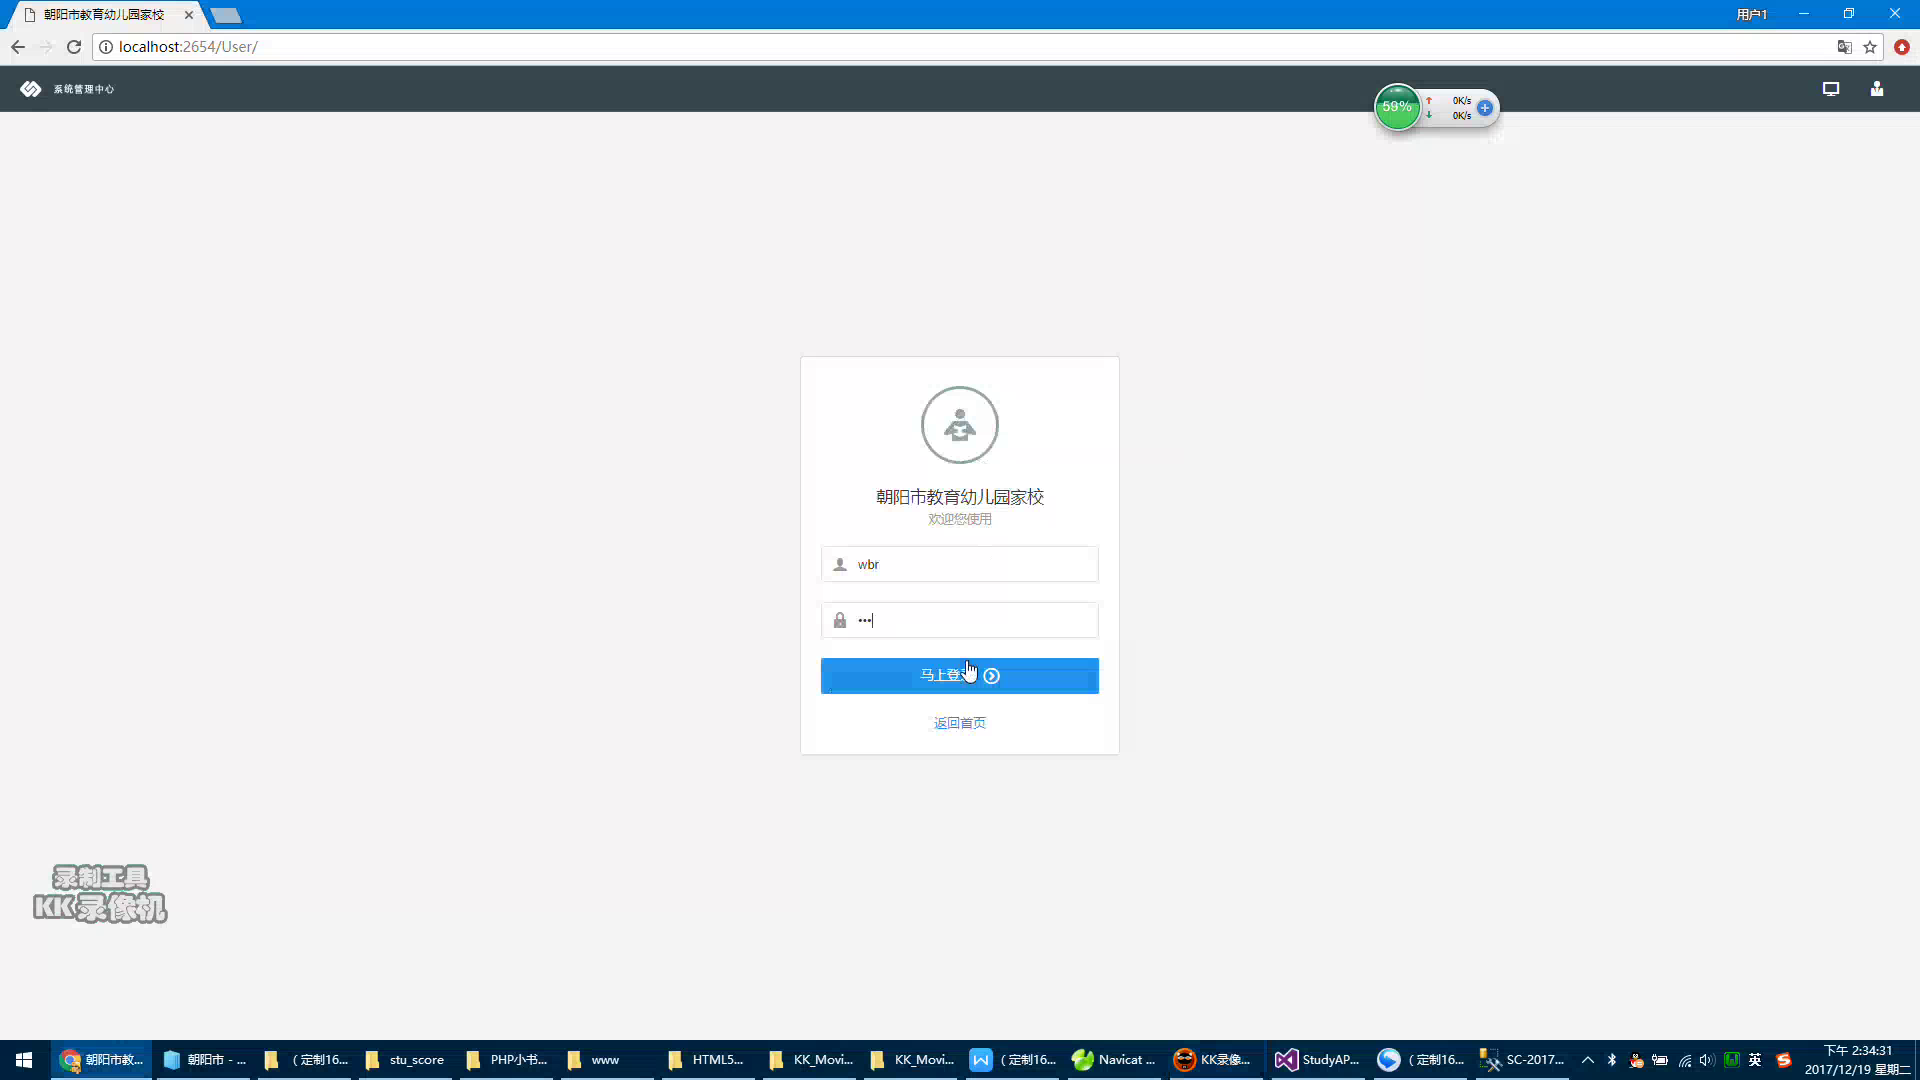 朝阳市教育幼儿园家校
用户1
localhost:2654/User/
系统管理中心
59%
0K/s
0K/s
朝阳市教育幼儿园家校
欢迎您使用
wbr
•••
马上登
返回首页
录制工具
KK录像机
朝阳市教...
朝阳市 - ...
（定制16...
stu_score
PHP小书...
www
HTML5...
KK_Movi...
KK_Movi...
（定制16...
Navicat ...
KK录像...
StudyAP...
（定制16...
SC-2017...
英
下午 2:34:31
2017/12/19 星期二